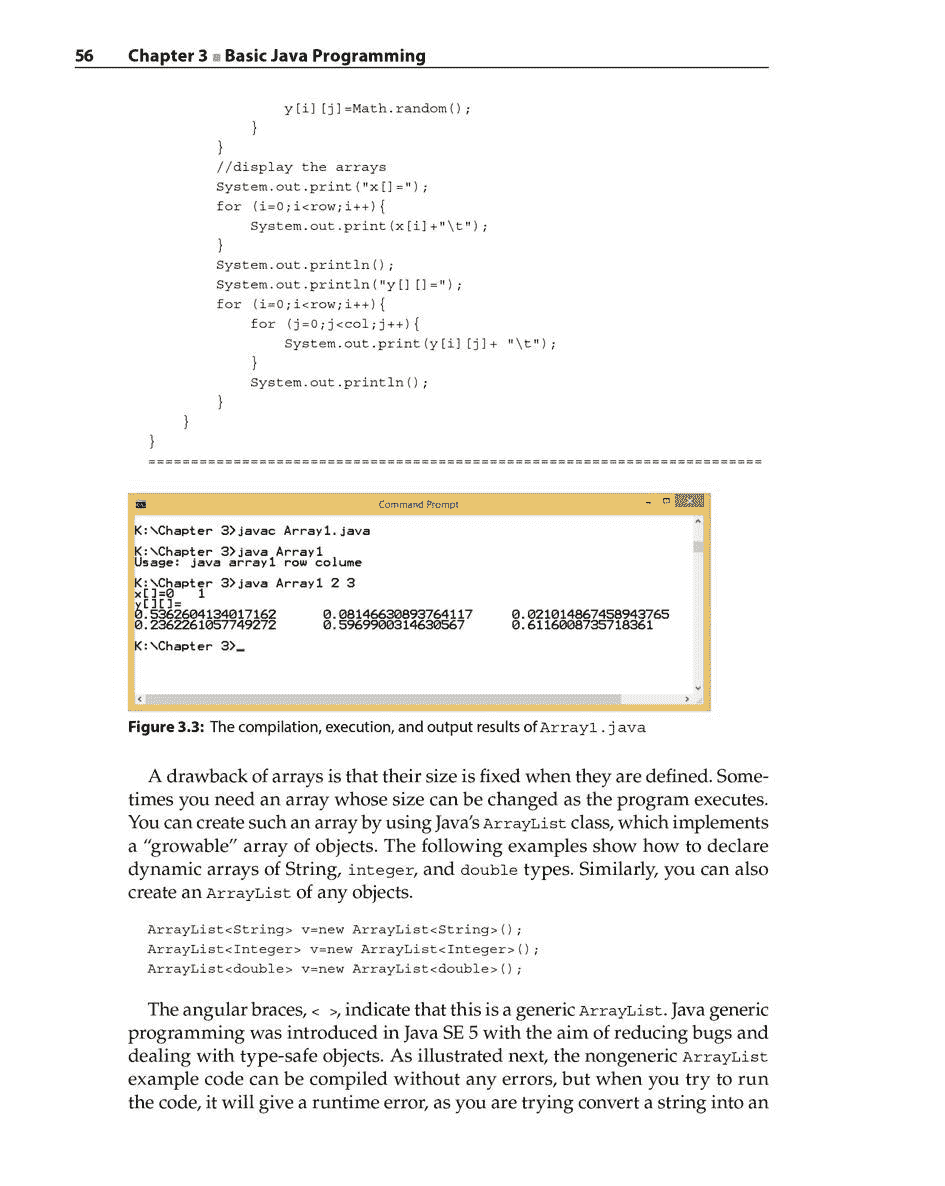 56 Chapter 3 ■ Basic Java Programming
y[i][j]=Math.random();
}
}
//display the arrays
System.out.print("x[]=");
for (i=0;i<row;i++){
System.out.print(x[i]+"\t");
}
System.out.println();
System.out.println("y[][]=");
for (i=0;i<row;i++){
for (j=0;j<col;j++){
System.out.print(y[i][j]+ "\t");
}
System.out.println();
}
}
}
========================================================================
Command Prompt
K:\Chapter 3>javac Array1.java
K:\Chapter 3>java Array1
Usage: java array1 row colume
K:\Chapter 3>java Array1 2 3
x[]=0 1
y[][]=
0.5362604134017162 0.08146630893764117 0.021014867458943765
0.2362261057749272 0.5969900314630567 0.6116008735718361
K:\Chapter 3>_
Figure 3.3: The compilation, execution, and output results of Array1.java
A drawback of arrays is that their size is fixed when they are defined. Some-
times you need an array whose size can be changed as the program executes.
You can create such an array by using Java's ArrayList class, which implements
a “growable” array of objects. The following examples show how to declare
dynamic arrays of String, integer, and double types. Similarly, you can also
create an ArrayList of any objects.
ArrayList<String> v=new ArrayList<String>();
ArrayList<Integer> v=new ArrayList<Integer>();
ArrayList<double> v=new ArrayList<double>();
The angular braces, < >, indicate that this is a generic ArrayList. Java generic
programming was introduced in Java SE 5 with the aim of reducing bugs and
dealing with type-safe objects. As illustrated next, the nongeneric ArrayList
example code can be compiled without any errors, but when you try to run
the code, it will give a runtime error, as you are trying convert a string into an